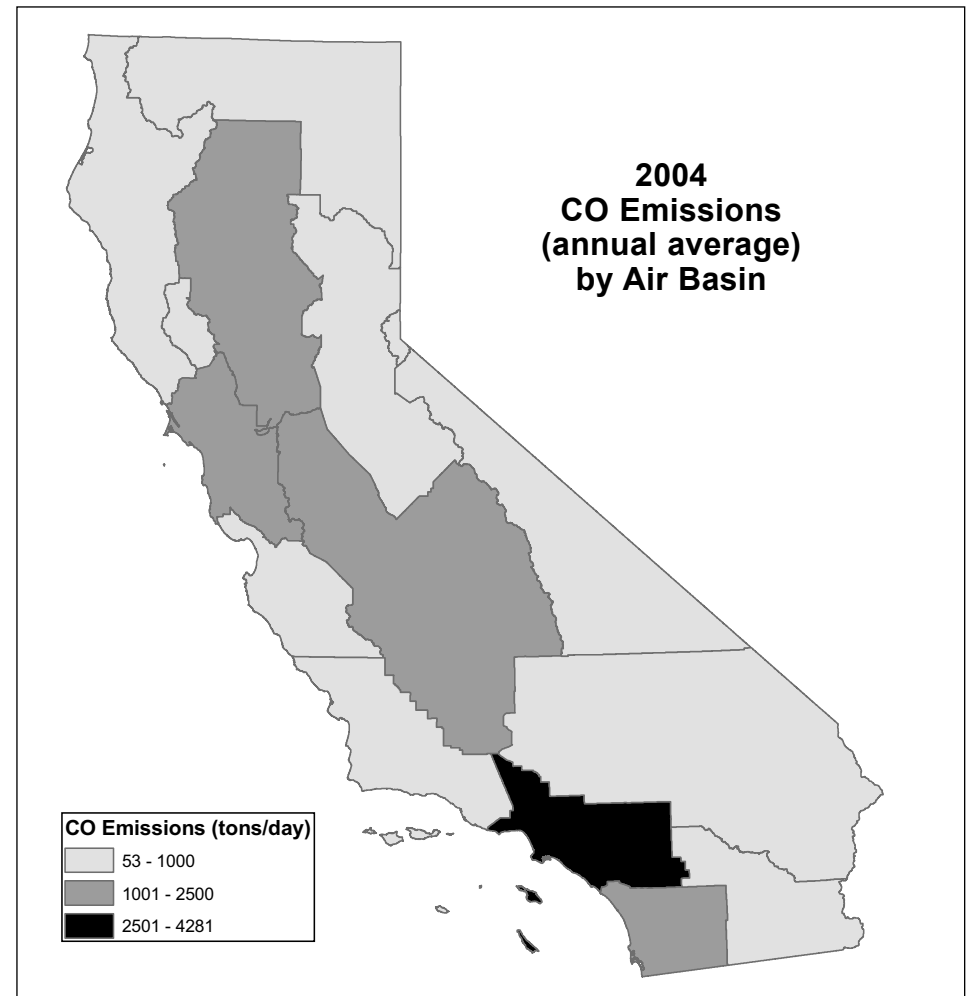 2004
CO Emissions
(annual average)
by Air Basin
CO Emissions (tons/day)
53 - 1000
1001 - 2500
2501 - 4281